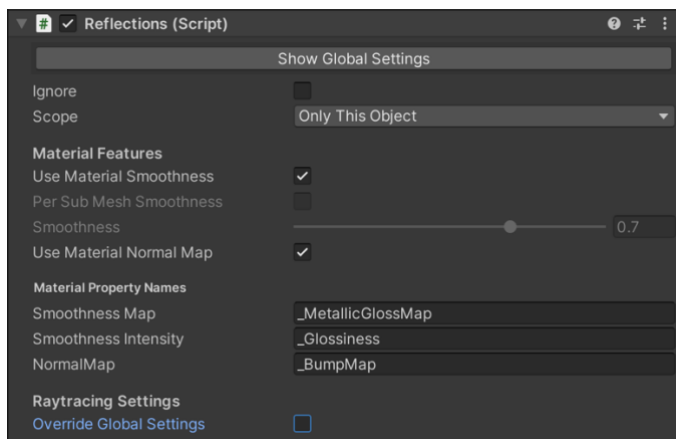 Reflections (Script)
Show Global Settings
Ignore
Scope Only This Object
Material Features
Use Material Smoothness
Per Sub Mesh Smoothness
Smoothness 0.7
Use Material Normal Map
Material Property Names
Smoothness Map _MetallicGlossMap
Smoothness Intensity _Glossiness
NormalMap _BumpMap
Raytracing Settings
Override Global Settings